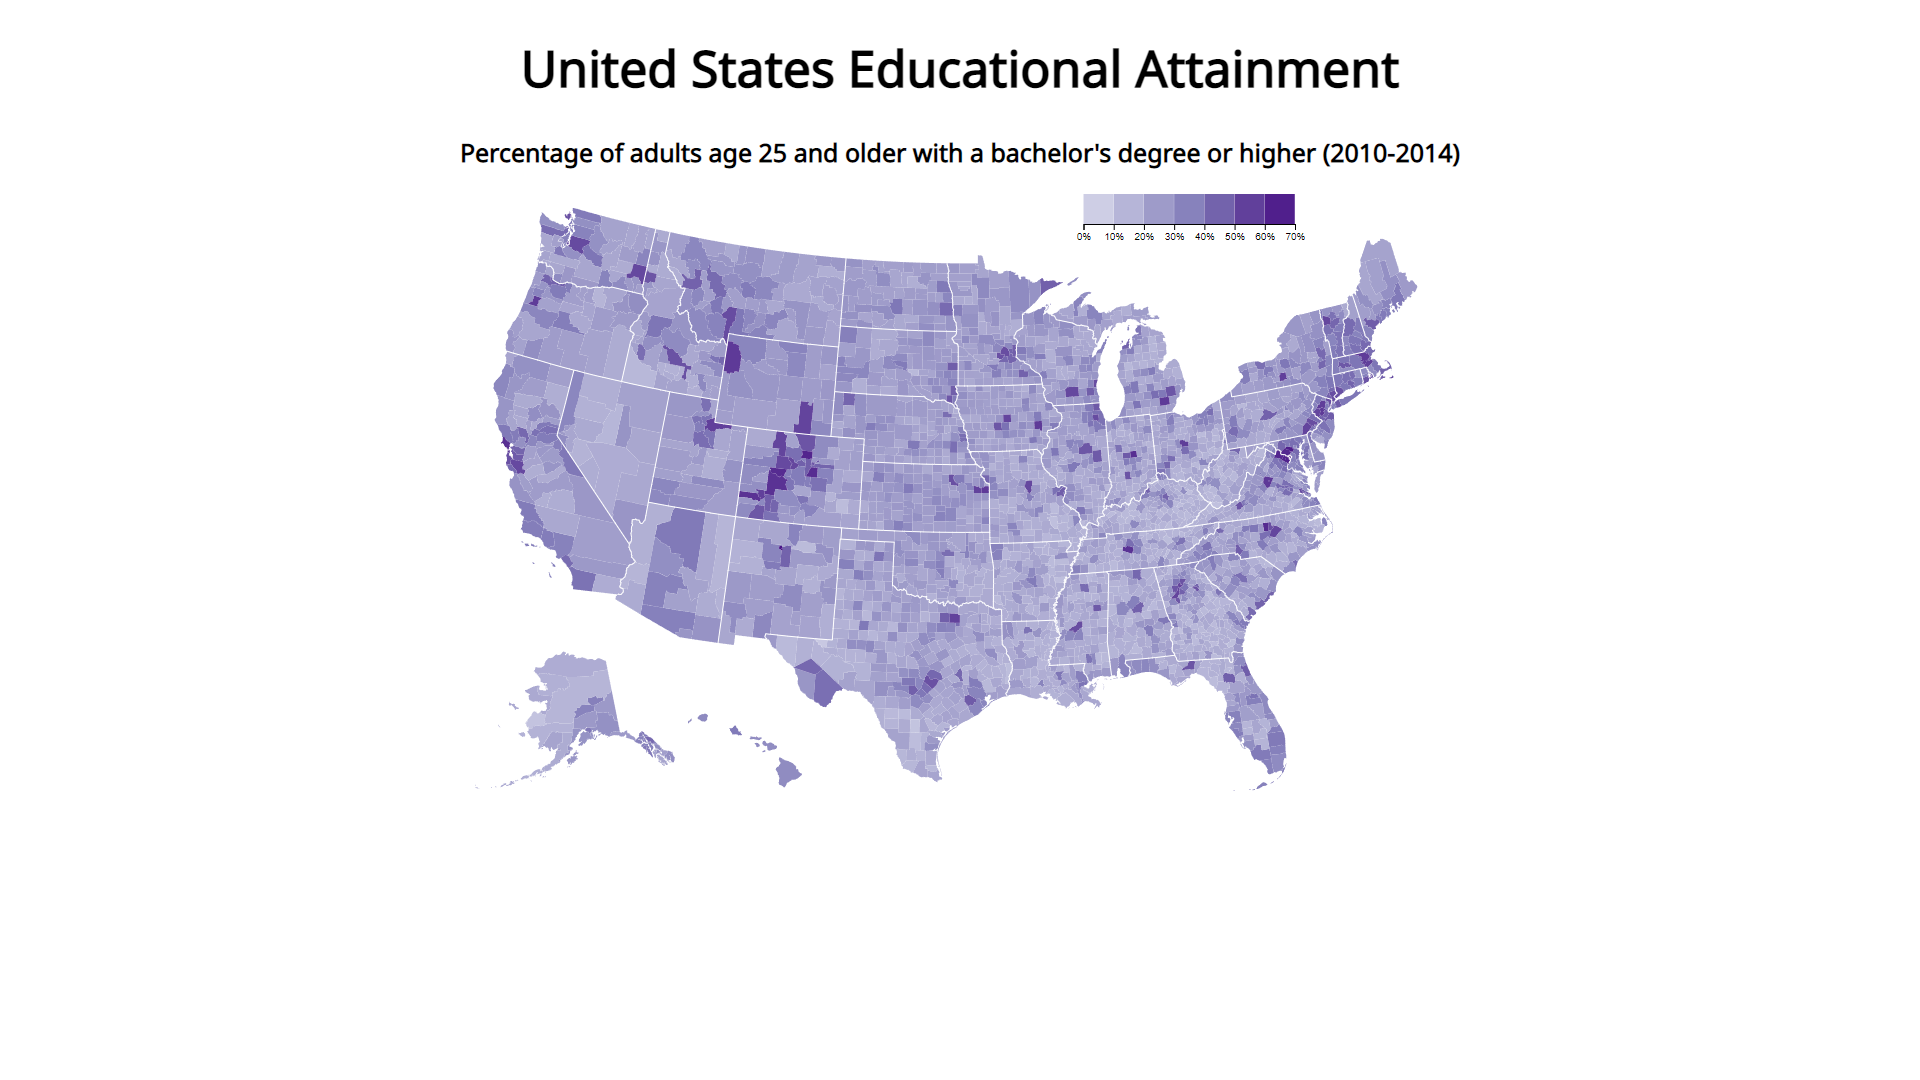 United States Educational Attainment
Percentage of adults age 25 and older with a bachelor's degree or higher (2010-2014)
0% 10% 20% 30% 40% 50% 60% 70%